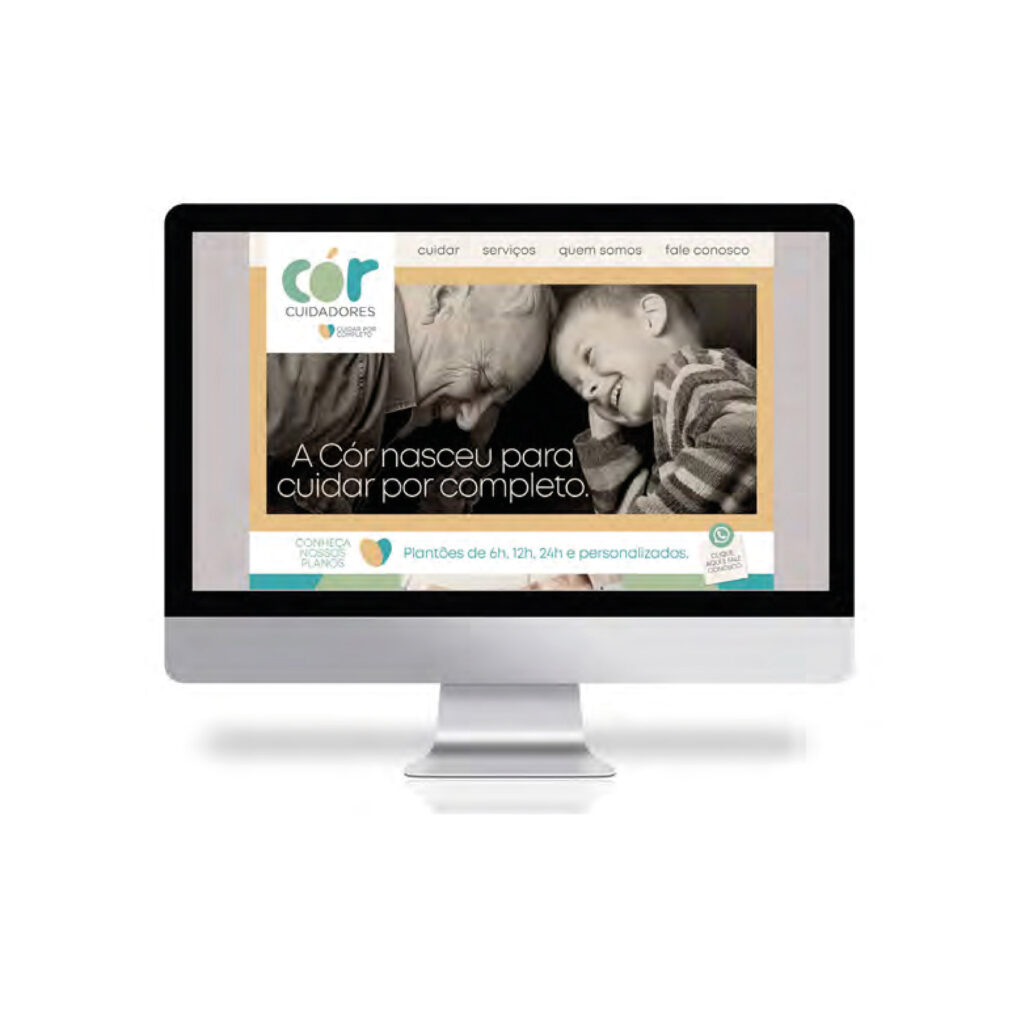 cuidar serviços quem somos fale conosco
cór
CUIDADORES
CUIDAR POR
COMPLETO
A Cór nasceu para
cuidar por completo.
CONHEÇA
NOSSOS
PLANOS
Plantões de 6h, 12h, 24h e personalizados.
CLIQUE
AQUI E FALE
CONOSCO